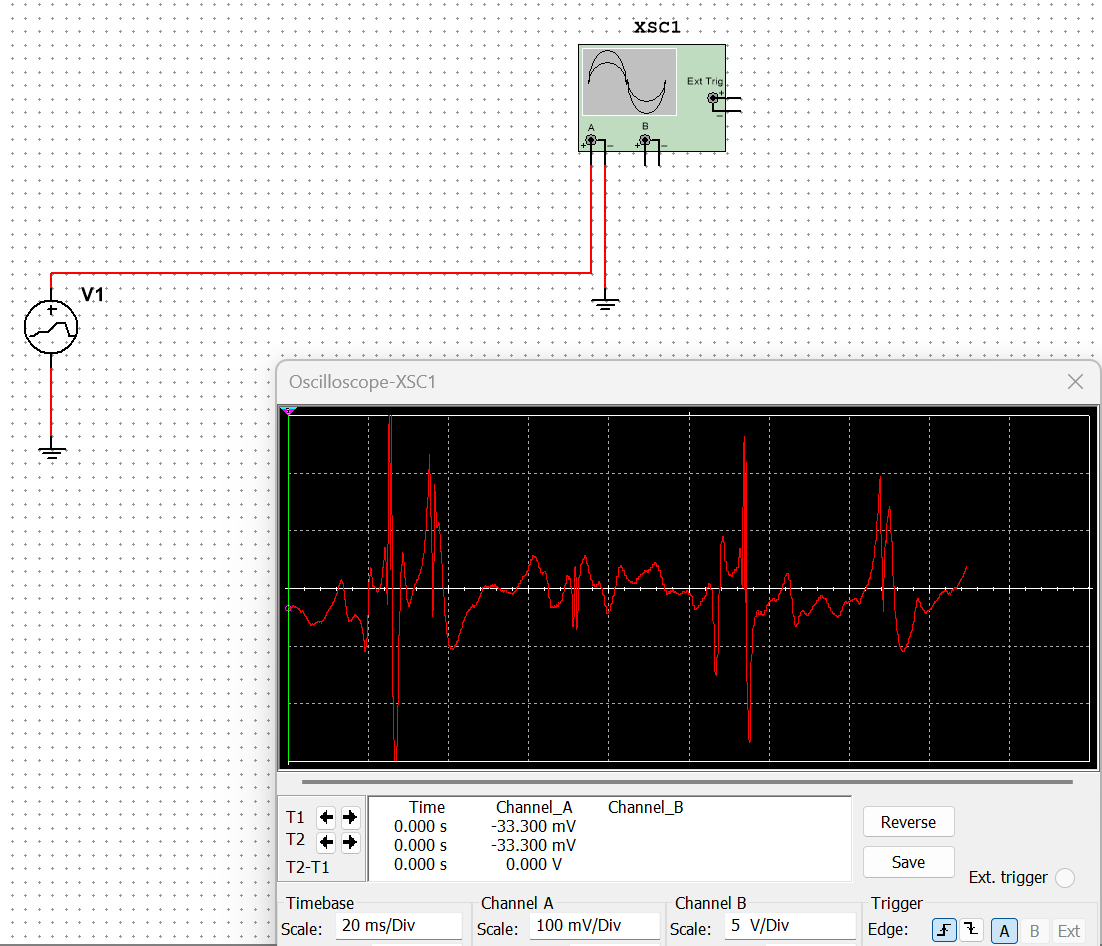 XSC1
Ext Trig
+
−
A
B
+ − + −
V1
+
Oscilloscope-XSC1
Time Channel_A Channel_B
T1 0.000 s -33.300 mV
T2 0.000 s -33.300 mV
T2-T1 0.000 s 0.000 V
Reverse
Save
Ext. trigger
Timebase Channel A Channel B Trigger
Scale: 20 ms/Div Scale: 100 mV/Div Scale: 5 V/Div Edge: A B Ext